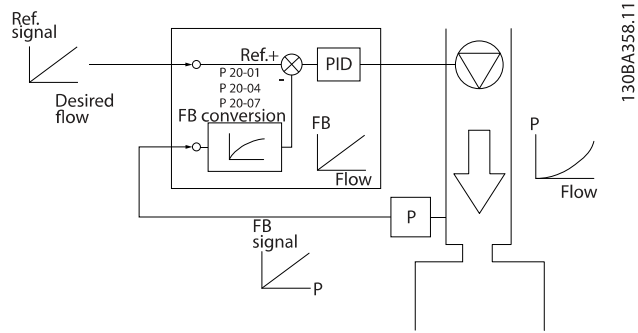 Ref.
signal
Desired
flow
Ref.+
-
P 20-01
P 20-04
P 20-07
FB conversion
PID
FB
Flow
P
Flow
P
FB
signal
P
130BA358.11